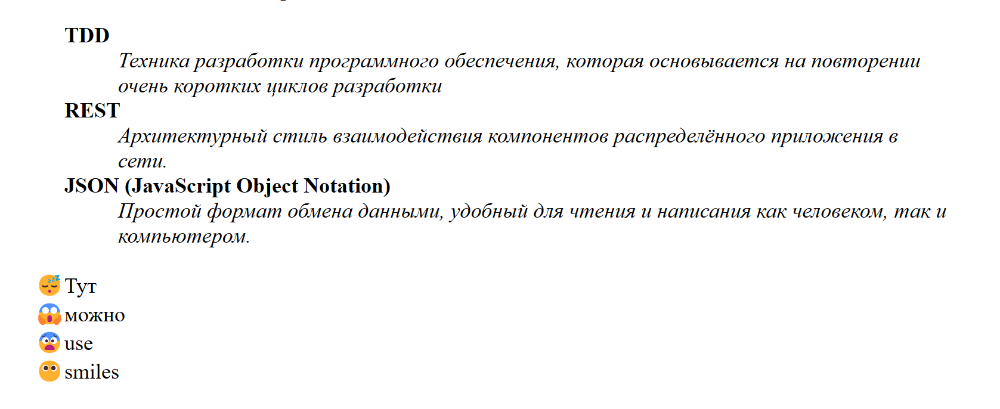 TDD
Техника разработки программного обеспечения, которая основывается на повторении
очень коротких циклов разработки
REST
Архитектурный стиль взаимодействия компонентов распределённого приложения в
сети.
JSON (JavaScript Object Notation)
Простой формат обмена данными, удобный для чтения и написания как человеком, так и
компьютером.
😴 Тут
😱 можно
😨 use
😶 smiles